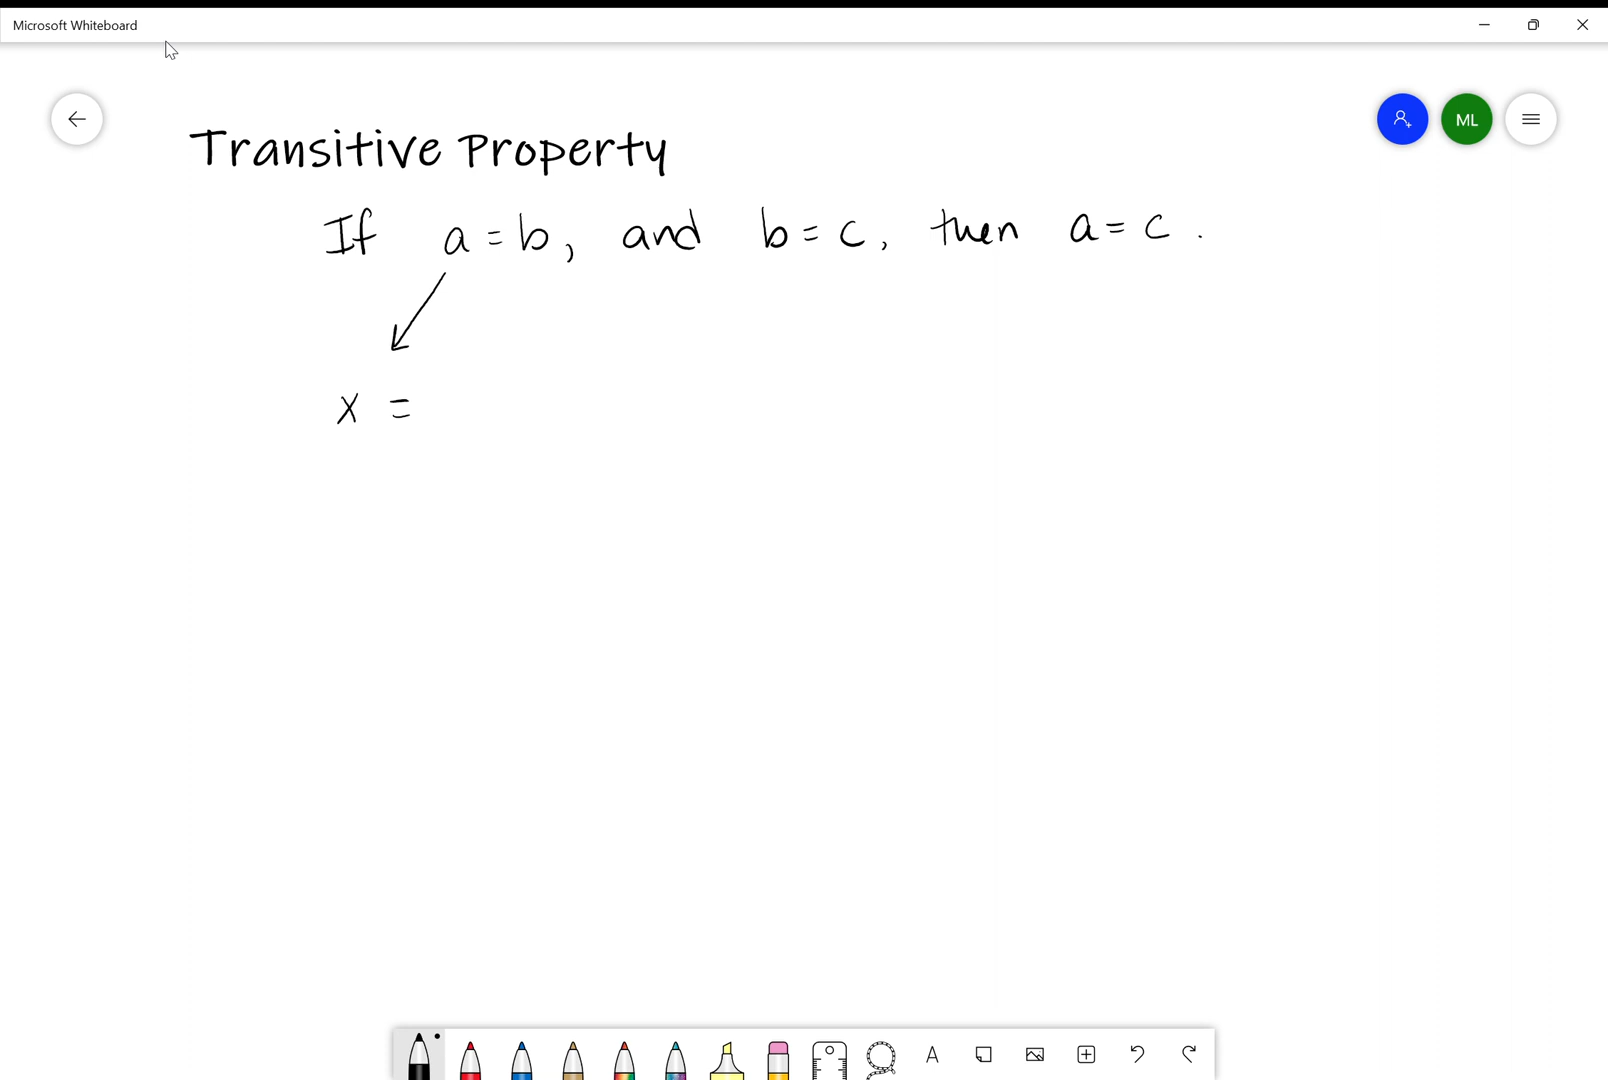 Microsoft Whiteboard
ML
Transitive Property
If a = b, and b = c, then a = c.
x =
A